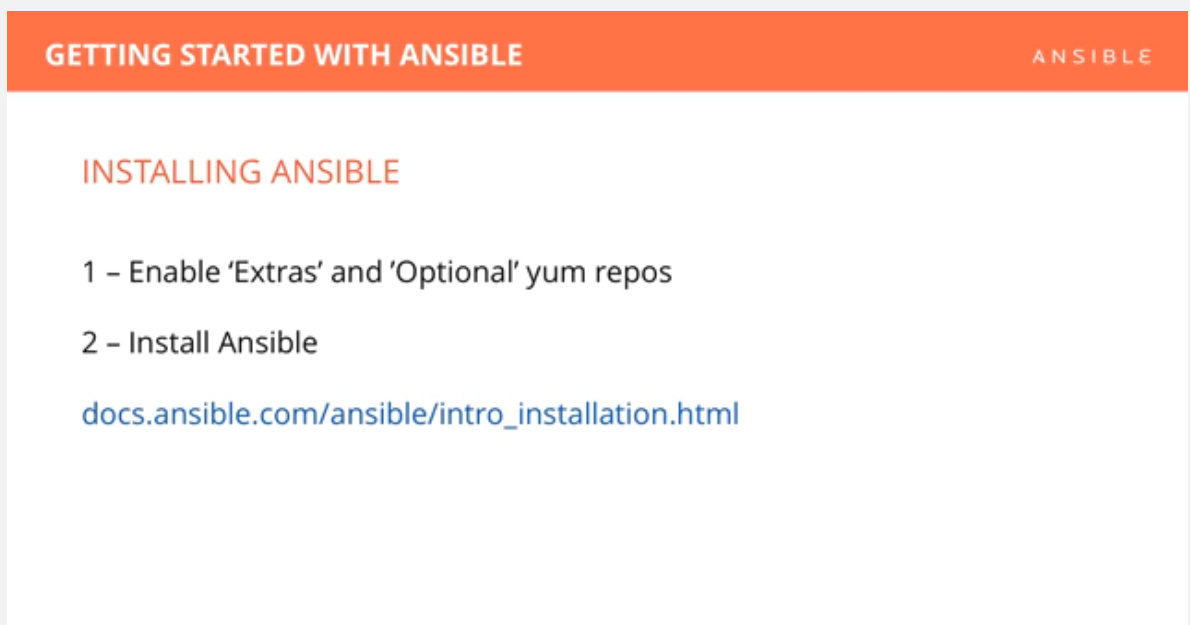 GETTING STARTED WITH ANSIBLE
ANSIBLE
INSTALLING ANSIBLE
1 – Enable ‘Extras’ and ’Optional’ yum repos
2 – Install Ansible
docs.ansible.com/ansible/intro_installation.html